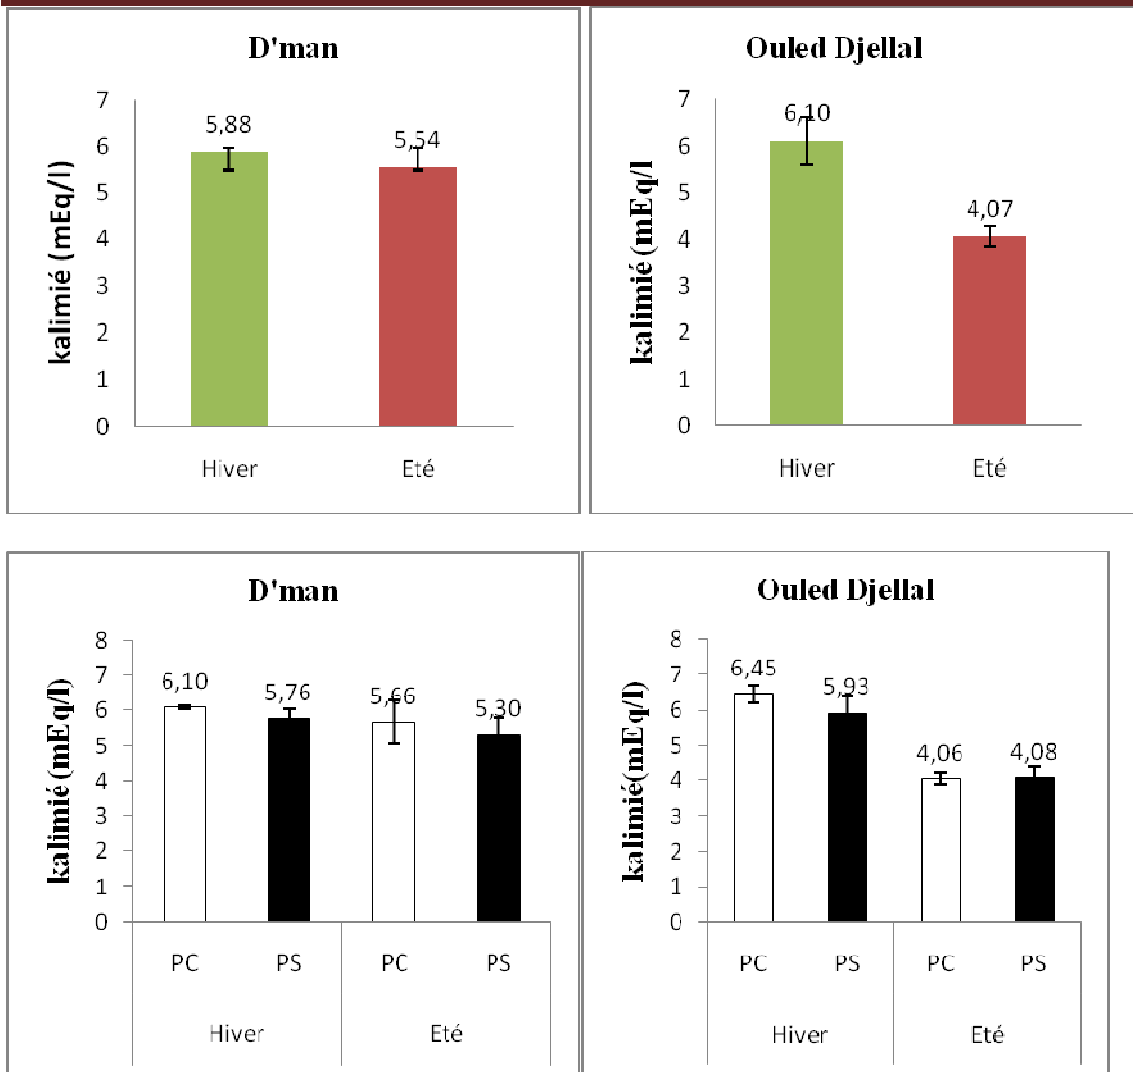 D'man
7
6
5
4
3
2
1
0
kalimié (mEq/l)
5,88
5,54
Hiver
Eté
Ouled Djellal
7
6
5
4
3
2
1
0
kalimié (mEq/l
6,10
4,07
Hiver
Eté
D'man
8
7
6
5
4
3
2
1
0
kalimié (mEq/l)
6,10
5,76
5,66
5,30
PC PS PC PS
Hiver Eté
Ouled Djellal
8
7
6
5
4
3
2
1
0
kalimié(mEq/l)
6,45
5,93
4,06
4,08
PC PS PC PS
Hiver Eté